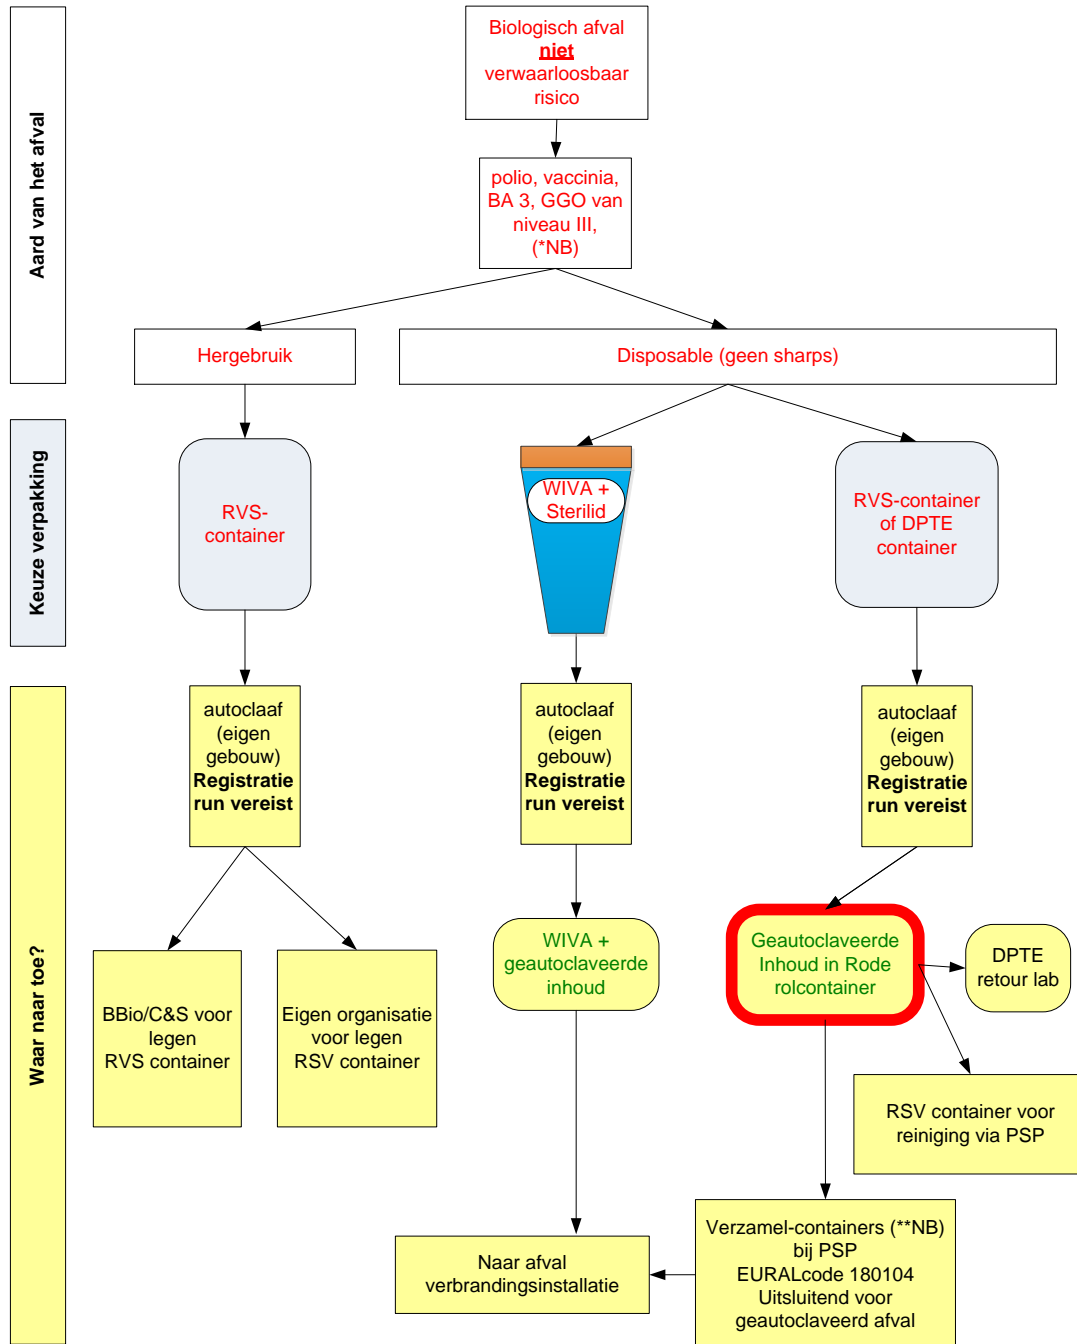 Aard van het afval
Biologisch afval
niet
verwaarloosbaar
risico
polio, vaccinia,
BA 3, GGO van
niveau III,
(*NB)
Hergebruik
Disposable (geen sharps)
Keuze verpakking
RVS-
container
WIVA +
Sterilid
RVS-container
of DPTE
container
Waar naar toe?
autoclaaf
(eigen
gebouw)
Registratie
run vereist
autoclaaf
(eigen
gebouw)
Registratie
run vereist
autoclaaf
(eigen
gebouw)
Registratie
run vereist
BBio/C&S voor
legen
RVS container
Eigen organisatie
voor legen
RSV container
WIVA +
geautoclaveerde
inhoud
Geautoclaveerde
Inhoud in Rode
rolcontainer
DPTE
retour lab
RSV container voor
reiniging via PSP
Naar afval
verbrandingsinstallatie
Verzamel-containers (**NB)
bij PSP
EURALcode 180104
Uitsluitend voor
geautoclaveerd afval